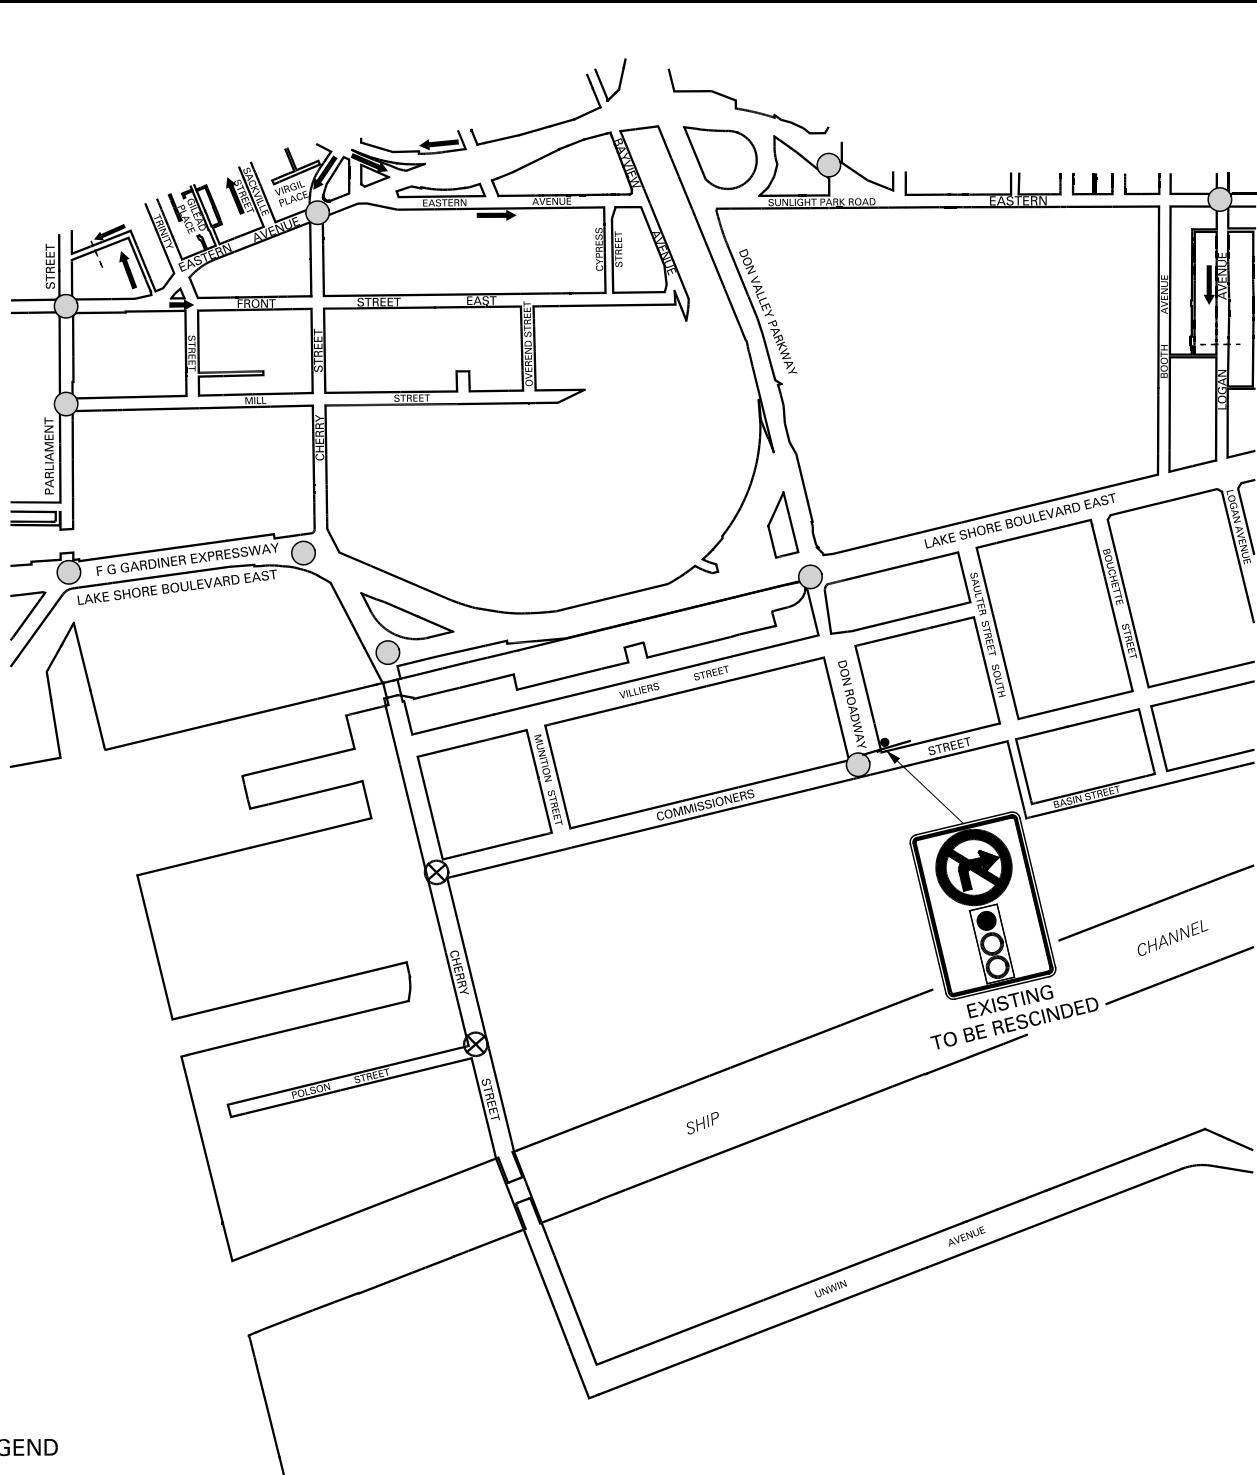 BAYVIEW
AVENUE
SACKVILLE
STREET
VIRGIL
PLACE
GILEAD
PLACE
TRINITY
STREET
EASTERN AVENUE
EASTERN AVENUE
SUNLIGHT PARK ROAD
EASTERN
AVENUE
CYPRESS
STREET
DON VALLEY PARKWAY
STREET
PARLIAMENT
FRONT STREET EAST
STREET
CHERRY
OVEREND STREET
MILL STREET
BOOTH AVENUE
LOGAN
F G GARDINER EXPRESSWAY
LAKE SHORE BOULEVARD EAST
LAKE SHORE BOULEVARD EAST
LOGAN AVENUE
BOUCHETTE STREET
SAULTER STREET SOUTH
VILLIERS STREET
DON ROADWAY
MUNITION STREET
COMMISSIONERS STREET
BASIN STREET
CHERRY
STREET
POLSON STREET
EXISTING
TO BE RESCINDED
SHIP CHANNEL
UNWIN AVENUE
GEND